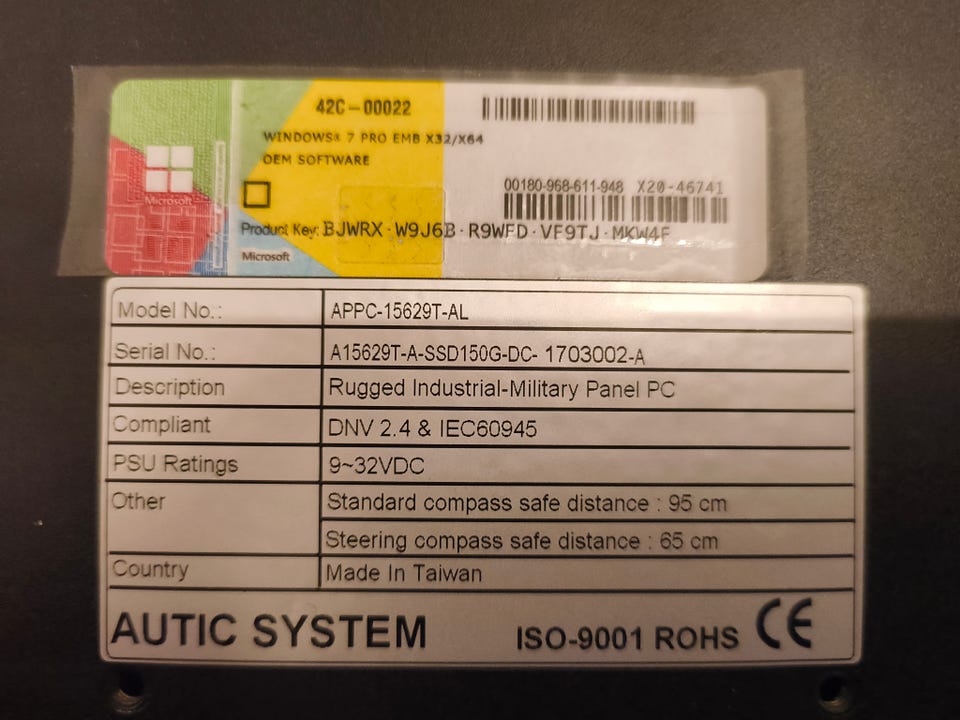 42C-00022
WINDOWS® 7 PRO EMB X32/X64
OEM SOFTWARE
00180-968-611-948 X20-46741
Microsoft
Product Key: BJWRX-W9J6B-R9WFD-VF9TJ-MKW4F
Microsoft
Model No.: APPC-15629T-AL
Serial No.: A15629T-A-SSD150G-DC- 1703002-A
Description Rugged Industrial-Military Panel PC
Compliant DNV 2.4 & IEC60945
PSU Ratings 9~32VDC
Other Standard compass safe distance : 95 cm
Steering compass safe distance : 65 cm
Country Made In Taiwan
AUTIC SYSTEM ISO-9001 ROHS CE